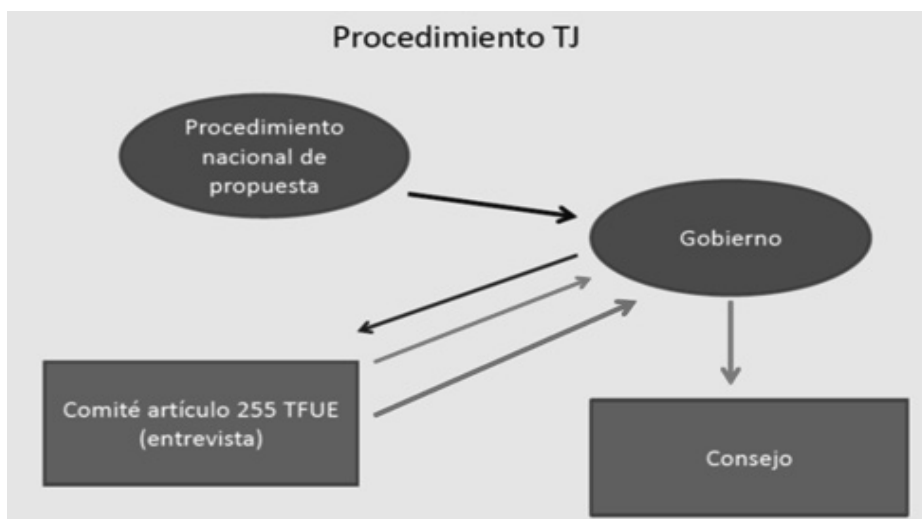 Procedimiento TJ
Procedimiento
nacional de
propuesta
Gobierno
Comité artículo 255 TFUE
(entrevista)
Consejo